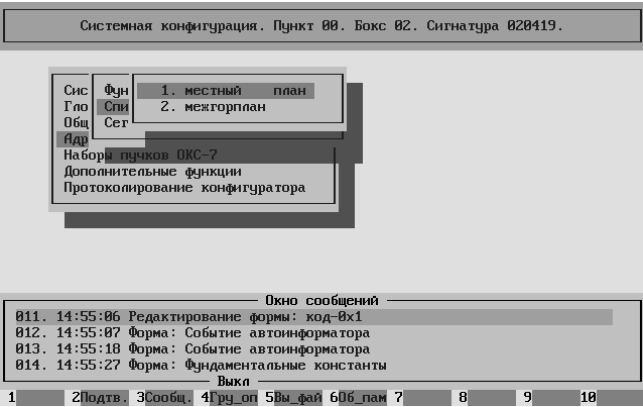 Системная конфигурация. Пункт 00. Бокс 02. Сигнатура 020419.
Сис Фун 1. местный план
Гло Спи 2. межгорплан
Общ Сег
Адр
Наборы пучков ОКС-7
Дополнительные функции
Протоколирование конфигуратора
Окно сообщений
011. 14:55:06 Редактирование формы: код-0x1
012. 14:55:07 Форма: Событие автоинформатора
013. 14:55:18 Форма: Событие автоинформатора
014. 14:55:27 Форма: Фундаментальные константы
Выкл
1 2Подтв. 3Сообщ. 4Гру_оп 5Вы_фай 6Об_пам 7 8 9 10